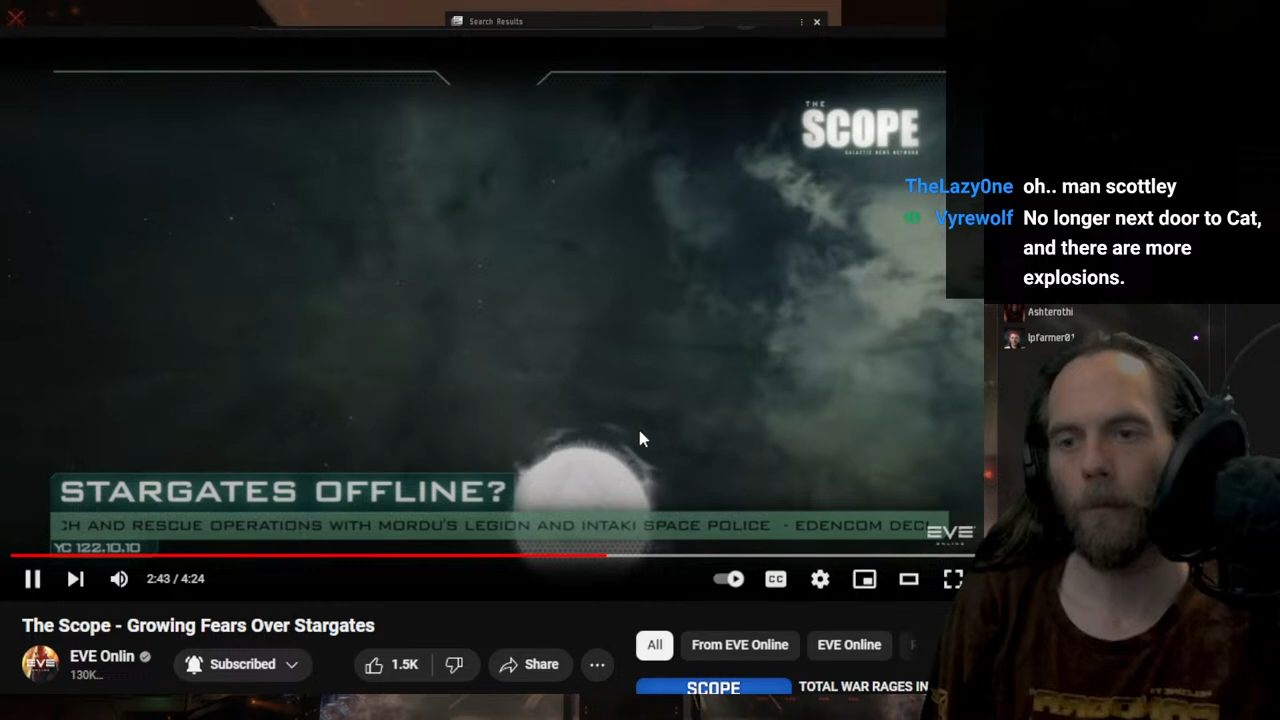 Search Results
THE
SCOPE
GALACTIC NEWS NETWORK
TheLazy0ne oh.. man scottley
Vyrewolf No longer next door to Cat,
and there are more
explosions.
Ashterothi
lpfarmer01
STARGATES OFFLINE?
CH AND RESCUE OPERATIONS WITH MORDU'S LEGION AND INTAKI SPACE POLICE - EDENCOM DEC
EVE
ONLINE
YC 122.10.10
2:43 / 4:24
CC
The Scope - Growing Fears Over Stargates
EVE Onlin
130K...
Subscribed
1.5K
Share
All
From EVE Online
EVE Online
SCOPE
TOTAL WAR RAGES IN